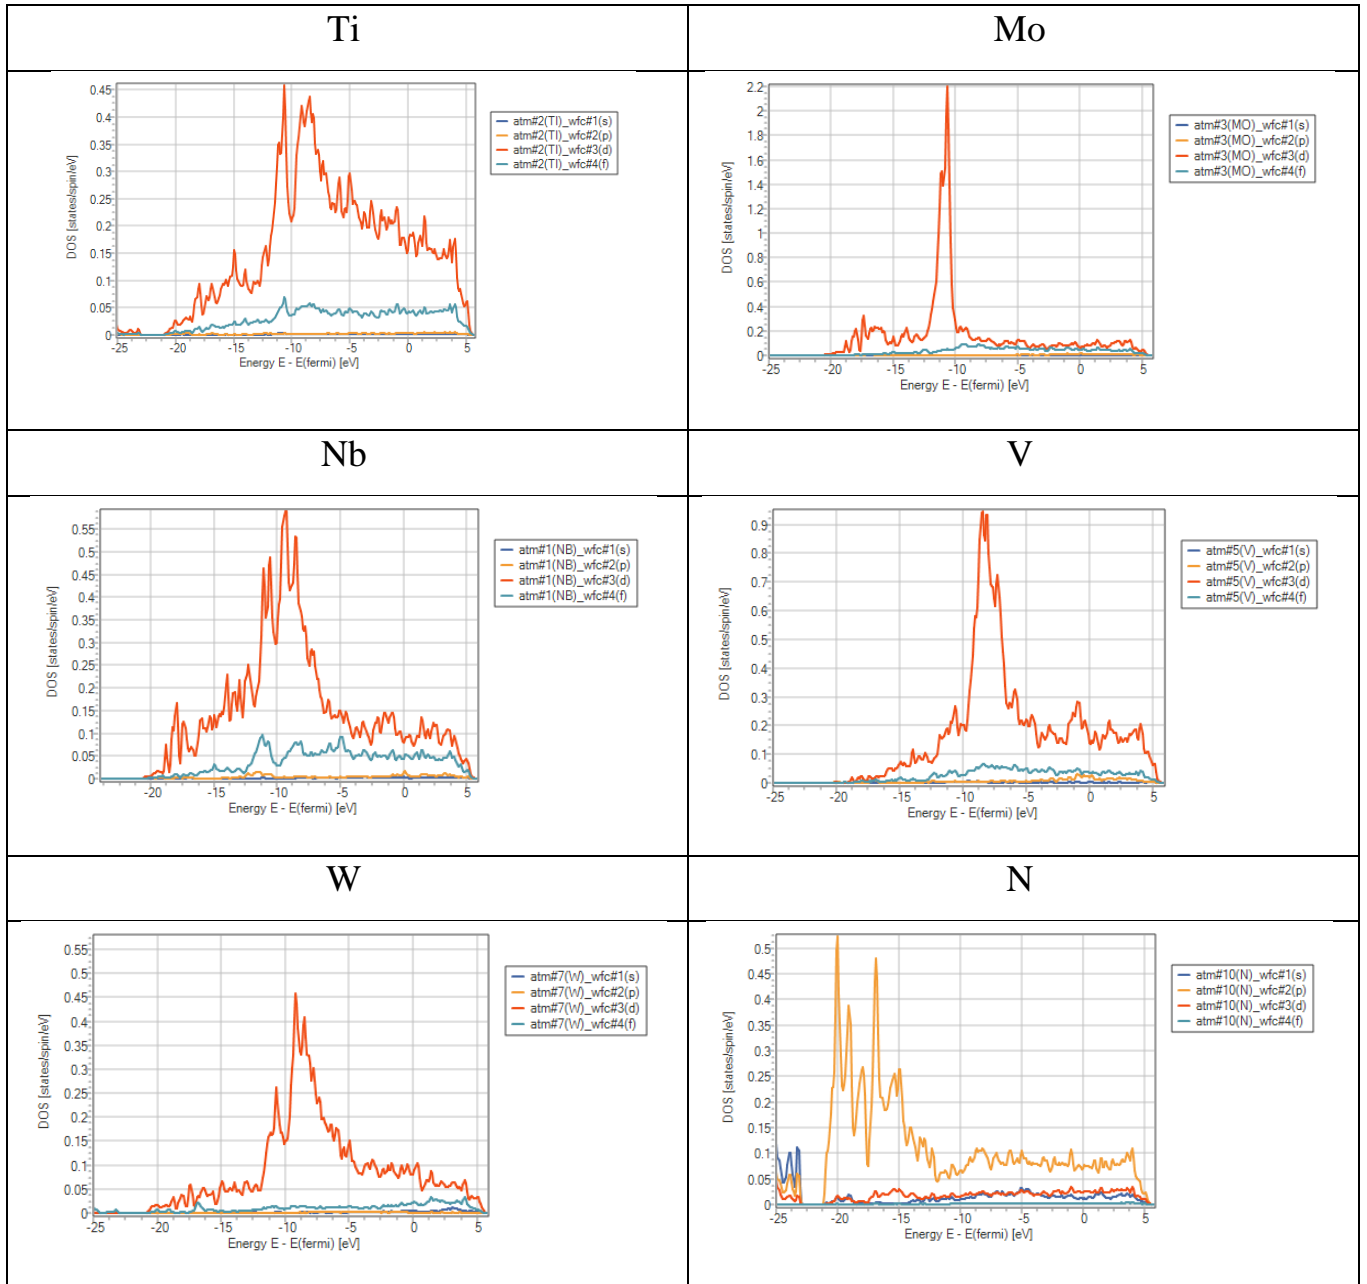 Ti
Mo
DOS [states/spin/eV]
0.45
0.4
0.35
0.3
0.25
0.2
0.15
0.1
0.05
0
-25 -20 -15 -10 -5 0 5
Energy E - E(fermi) [eV]
atm#2(TI)_wfc#1(s)
atm#2(TI)_wfc#2(p)
atm#2(TI)_wfc#3(d)
atm#2(TI)_wfc#4(f)
DOS [states/spin/eV]
2.2
2
1.8
1.6
1.4
1.2
1
0.8
0.6
0.4
0.2
0
-25 -20 -15 -10 -5 0 5
Energy E - E(fermi) [eV]
atm#3(MO)_wfc#1(s)
atm#3(MO)_wfc#2(p)
atm#3(MO)_wfc#3(d)
atm#3(MO)_wfc#4(f)
Nb
V
DOS [states/spin/eV]
0.55
0.5
0.45
0.4
0.35
0.3
0.25
0.2
0.15
0.1
0.05
0
-20 -15 -10 -5 0 5
Energy E - E(fermi) [eV]
atm#1(NB)_wfc#1(s)
atm#1(NB)_wfc#2(p)
atm#1(NB)_wfc#3(d)
atm#1(NB)_wfc#4(f)
DOS [states/spin/eV]
0.9
0.8
0.7
0.6
0.5
0.4
0.3
0.2
0.1
0
-25 -20 -15 -10 -5 0 5
Energy E - E(fermi) [eV]
atm#5(V)_wfc#1(s)
atm#5(V)_wfc#2(p)
atm#5(V)_wfc#3(d)
atm#5(V)_wfc#4(f)
W
N
DOS [states/spin/eV]
0.55
0.5
0.45
0.4
0.35
0.3
0.25
0.2
0.15
0.1
0.05
0
-25 -20 -15 -10 -5 0 5
Energy E - E(fermi) [eV]
atm#7(W)_wfc#1(s)
atm#7(W)_wfc#2(p)
atm#7(W)_wfc#3(d)
atm#7(W)_wfc#4(f)
DOS [states/spin/eV]
0.5
0.45
0.4
0.35
0.3
0.25
0.2
0.15
0.1
0.05
0
-25 -20 -15 -10 -5 0 5
Energy E - E(fermi) [eV]
atm#10(N)_wfc#1(s)
atm#10(N)_wfc#2(p)
atm#10(N)_wfc#3(d)
atm#10(N)_wfc#4(f)